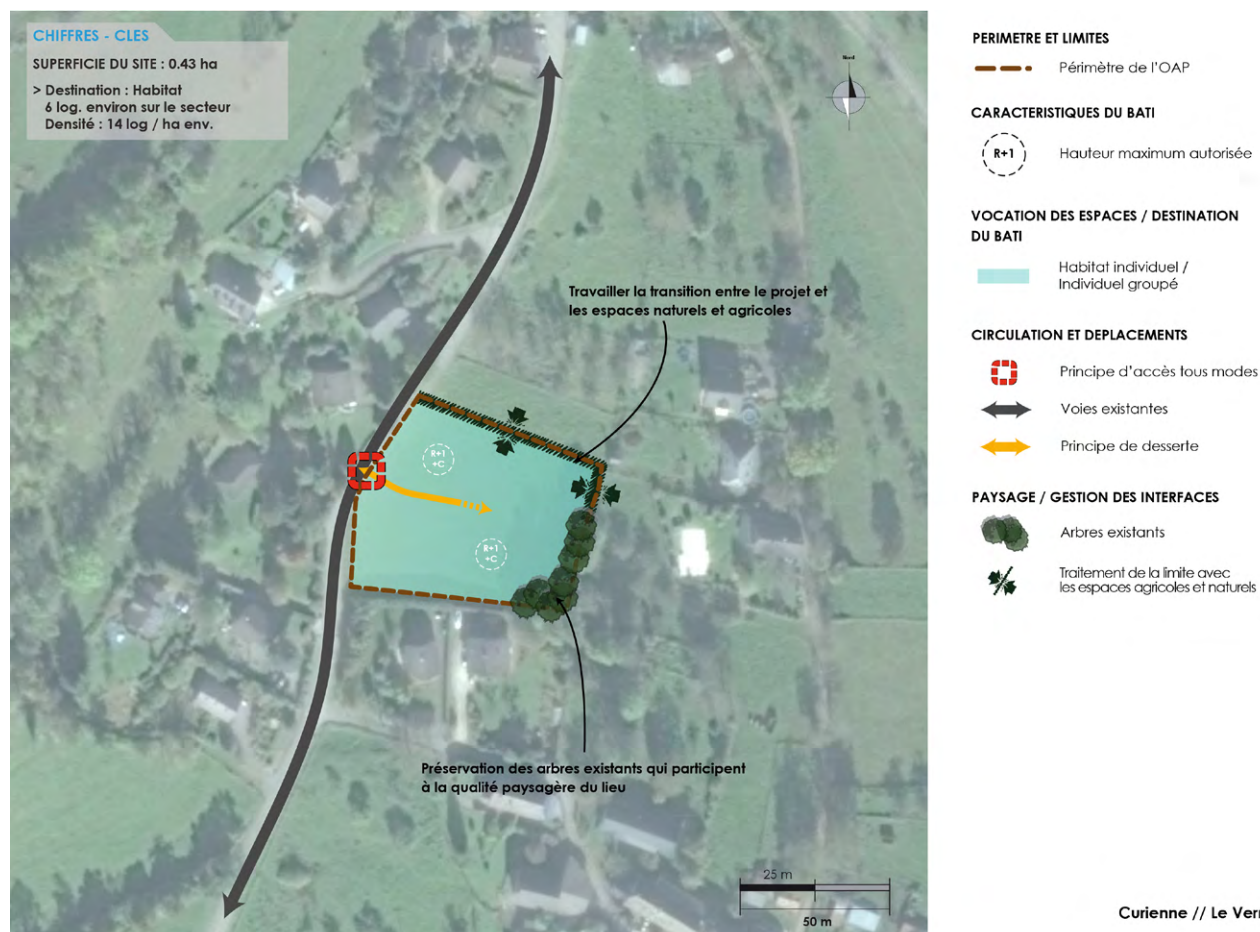 CHIFFRES - CLES
SUPERFICIE DU SITE : 0.43 ha
> Destination : Habitat
6 log. environ sur le secteur
Densité : 14 log / ha env.
Nord
Travailler la transition entre le projet et
les espaces naturels et agricoles
R+1
+C
R+1
+C
Préservation des arbres existants qui participent
à la qualité paysagère du lieu
25 m
50 m
PERIMETRE ET LIMITES
Périmètre de l'OAP
CARACTERISTIQUES DU BATI
R+1
Hauteur maximum autorisée
VOCATION DES ESPACES / DESTINATION
DU BATI
Habitat individuel /
Individuel groupé
CIRCULATION ET DEPLACEMENTS
Principe d'accès tous modes
Voies existantes
Principe de desserte
PAYSAGE / GESTION DES INTERFACES
Arbres existants
Traitement de la limite avec
les espaces agricoles et naturels
Curienne // Le